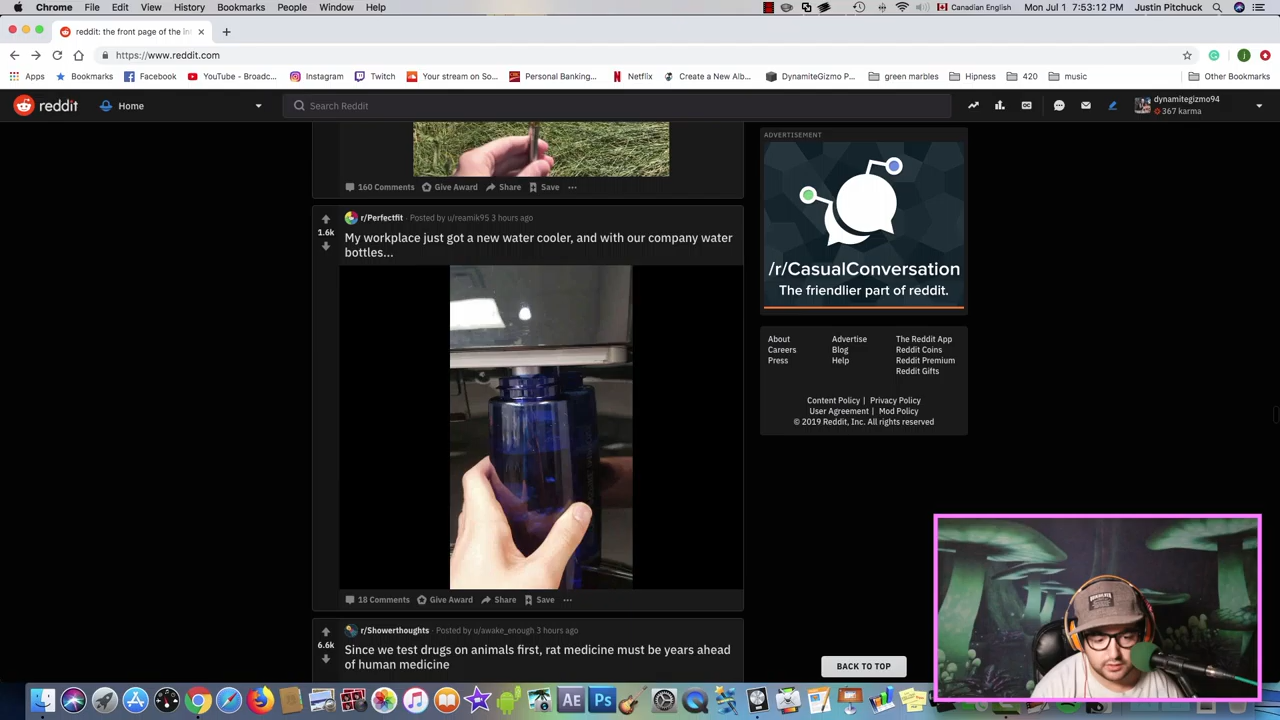 Chrome File Edit View History Bookmarks People Window Help Canadian English Mon Jul 1 7:53:12 PM Justin Pitchuck
reddit: the front page of the in
https://www.reddit.com
Apps Bookmarks Facebook YouTube - Broadc... Instagram Twitch Your stream on So... Personal Banking... Netflix Create a New Alb... DynamiteGizmo P... green marbles Hipness 420 music Other Bookmarks
reddit Home Search Reddit dynamitegizmo94
367 karma
ADVERTISEMENT
/r/CasualConversation
The friendlier part of reddit.
160 Comments Give Award Share Save
r/Perfectfit · Posted by u/reamik95 3 hours ago
1.6k
My workplace just got a new water cooler, and with our company water
bottles...
18 Comments Give Award Share Save
About Advertise The Reddit App
Careers Blog Reddit Coins
Press Help Reddit Premium
Reddit Gifts
Content Policy | Privacy Policy
User Agreement | Mod Policy
© 2019 Reddit, Inc. All rights reserved
r/Showerthoughts · Posted by u/awake_enough 3 hours ago
6.6k
Since we test drugs on animals first, rat medicine must be years ahead
of human medicine
BACK TO TOP
AE Ps